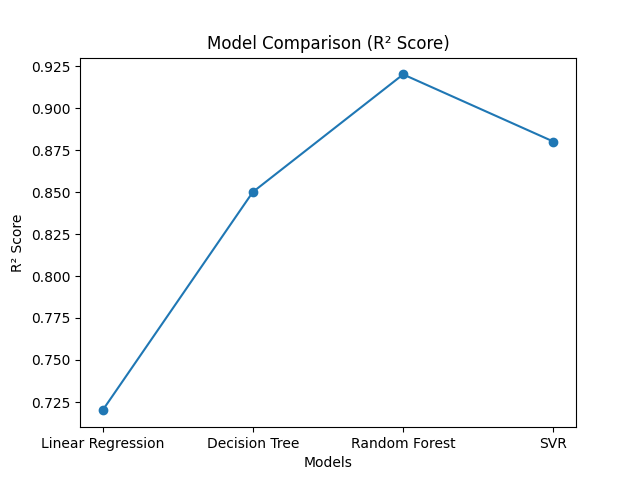 Model Comparison (R² Score)
R² Score
0.925
0.900
0.875
0.850
0.825
0.800
0.775
0.750
0.725
Linear Regression
Decision Tree
Random Forest
SVR
Models